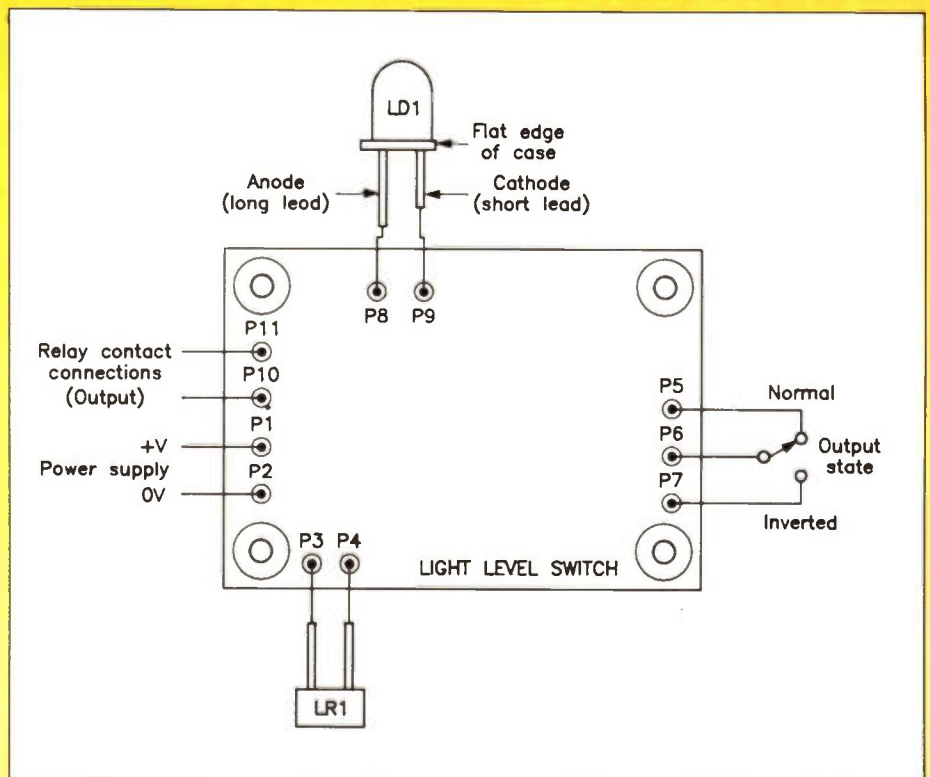 LD1
Flat edge
of case
Anode
(long lead)
Cathode
(short lead)
P8
P9
P11
Relay contact
connections
(Output)
P10
P1
+V
Power supply
P2
0V
P5
Normal
P6
Output
state
P7
Inverted
P3
P4
LIGHT LEVEL SWITCH
LR1